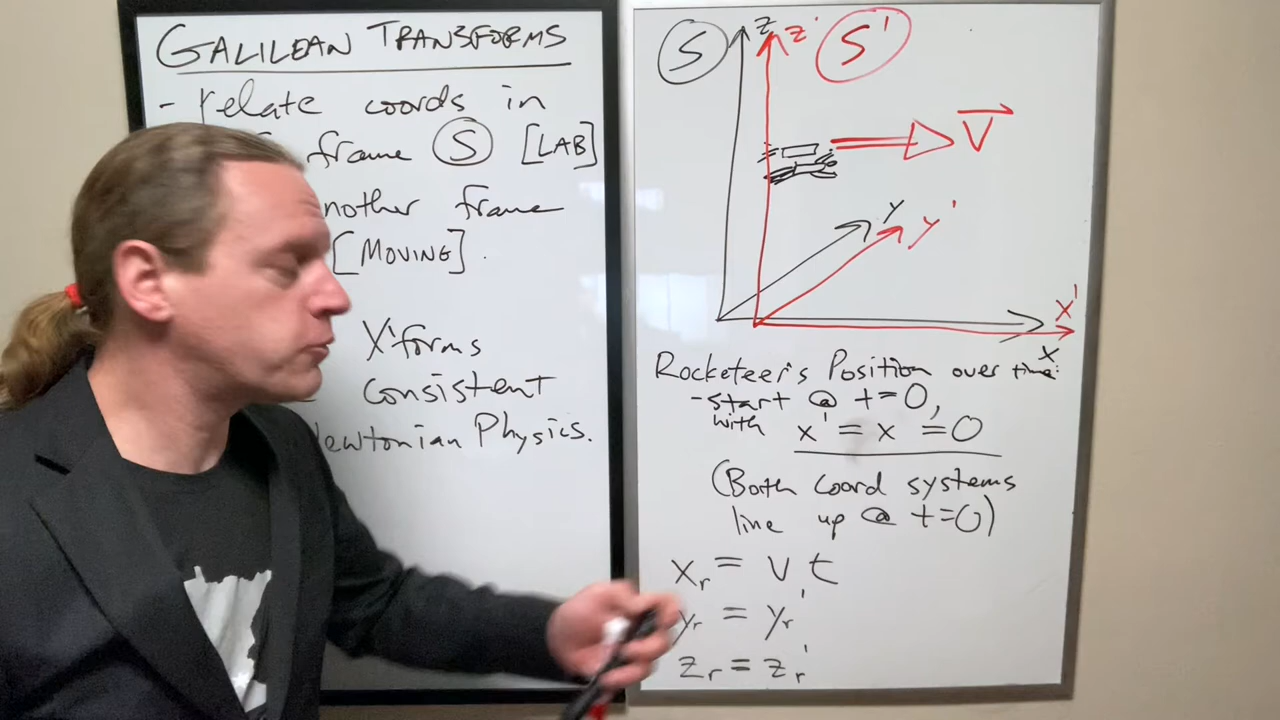 GALILEAN TRANSFORMS
- relate coords in
frame S [LAB]
nother frame
[MOVING].
X'forms
consistent
ewtonian Physics.
S
z
z'
S'
V
y
y'
x'
x
Rocketeer's Position over time:
- start @ t=0,
with x' = x = 0
(Both coord systems
line up @ t=0)
xr = v t
yr = yr'
zr = zr'